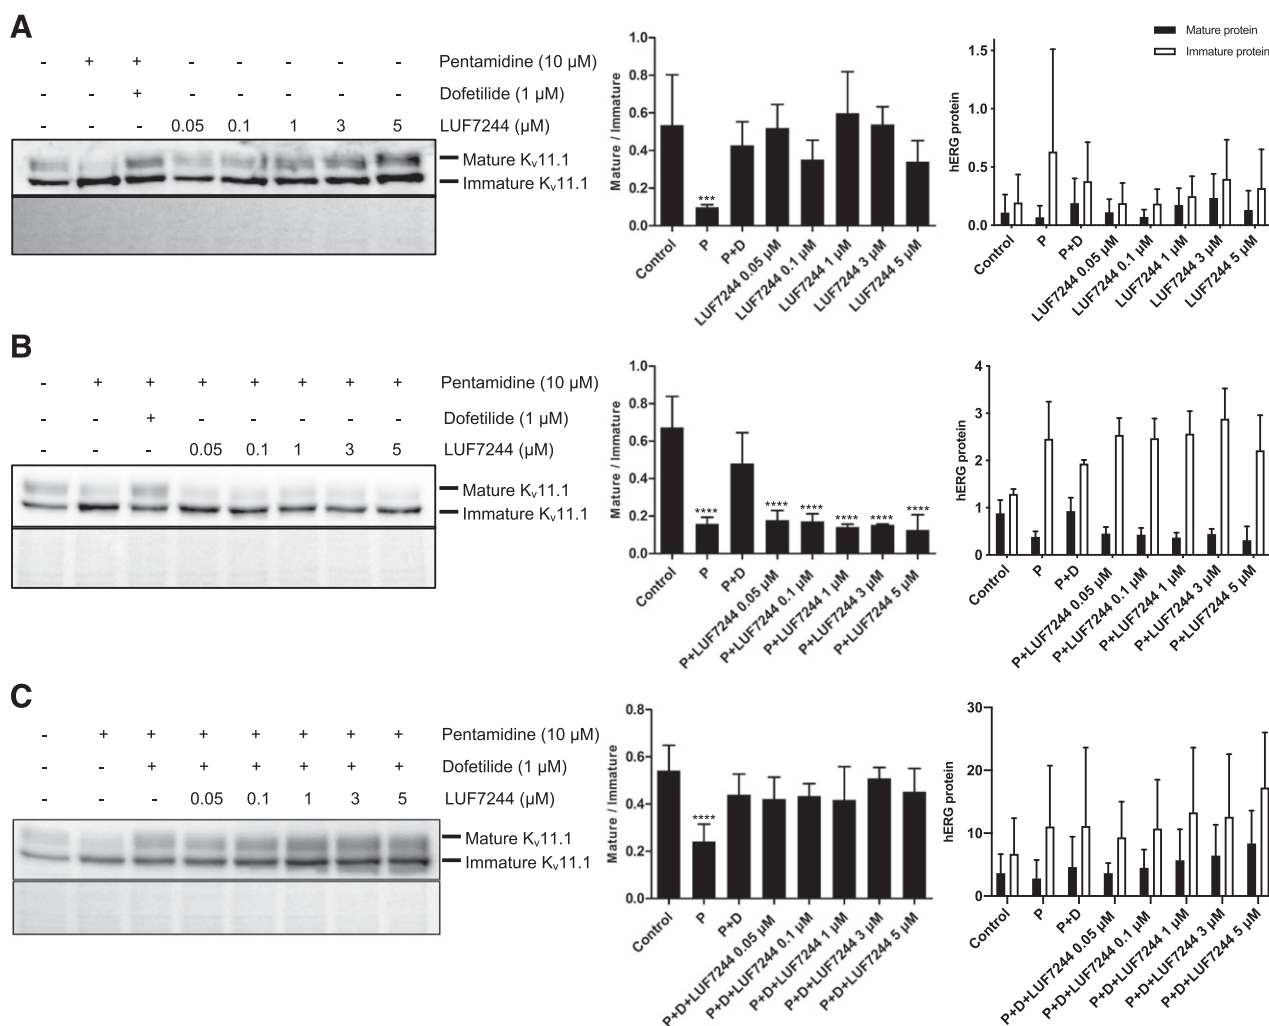 A
- + + - - - - - Pentamidine (10 µM)
- - + - - - - - Dofetilide (1 µM)
- - - 0.05 0.1 1 3 5 LUF7244 (µM)
Mature Kv11.1
Immature Kv11.1
Mature / Immature
1.0
0.8
0.6
0.4
0.2
0.0
***
Control
P
P+D
LUF7244 0.05 µM
LUF7244 0.1 µM
LUF7244 1 µM
LUF7244 3 µM
LUF7244 5 µM
Mature protein
Immature protein
hERG protein
1.5
1.0
0.5
0.0
Control
P
P+D
LUF7244 0.05 µM
LUF7244 0.1 µM
LUF7244 1 µM
LUF7244 3 µM
LUF7244 5 µM
B
- + + + + + + + Pentamidine (10 µM)
- - + - - - - - Dofetilide (1 µM)
- - - 0.05 0.1 1 3 5 LUF7244 (µM)
Mature Kv11.1
Immature Kv11.1
Mature / Immature
1.0
0.8
0.6
0.4
0.2
0.0
**** **** **** **** **** ****
Control
P
P+D
P+LUF7244 0.05 µM
P+LUF7244 0.1 µM
P+LUF7244 1 µM
P+LUF7244 3 µM
P+LUF7244 5 µM
hERG protein
4
3
2
1
0
Control
P
P+D
P+LUF7244 0.05 µM
P+LUF7244 0.1 µM
P+LUF7244 1 µM
P+LUF7244 3 µM
P+LUF7244 5 µM
C
- + + + + + + + Pentamidine (10 µM)
- - + + + + + + Dofetilide (1 µM)
- - - 0.05 0.1 1 3 5 LUF7244 (µM)
Mature Kv11.1
Immature Kv11.1
Mature / Immature
0.8
0.6
0.4
0.2
0.0
****
Control
P
P+D
P+D+LUF7244 0.05 µM
P+D+LUF7244 0.1 µM
P+D+LUF7244 1 µM
P+D+LUF7244 3 µM
P+D+LUF7244 5 µM
hERG protein
30
20
10
0
Control
P
P+D
P+D+LUF7244 0.05 µM
P+D+LUF7244 0.1 µM
P+D+LUF7244 1 µM
P+D+LUF7244 3 µM
P+D+LUF7244 5 µM